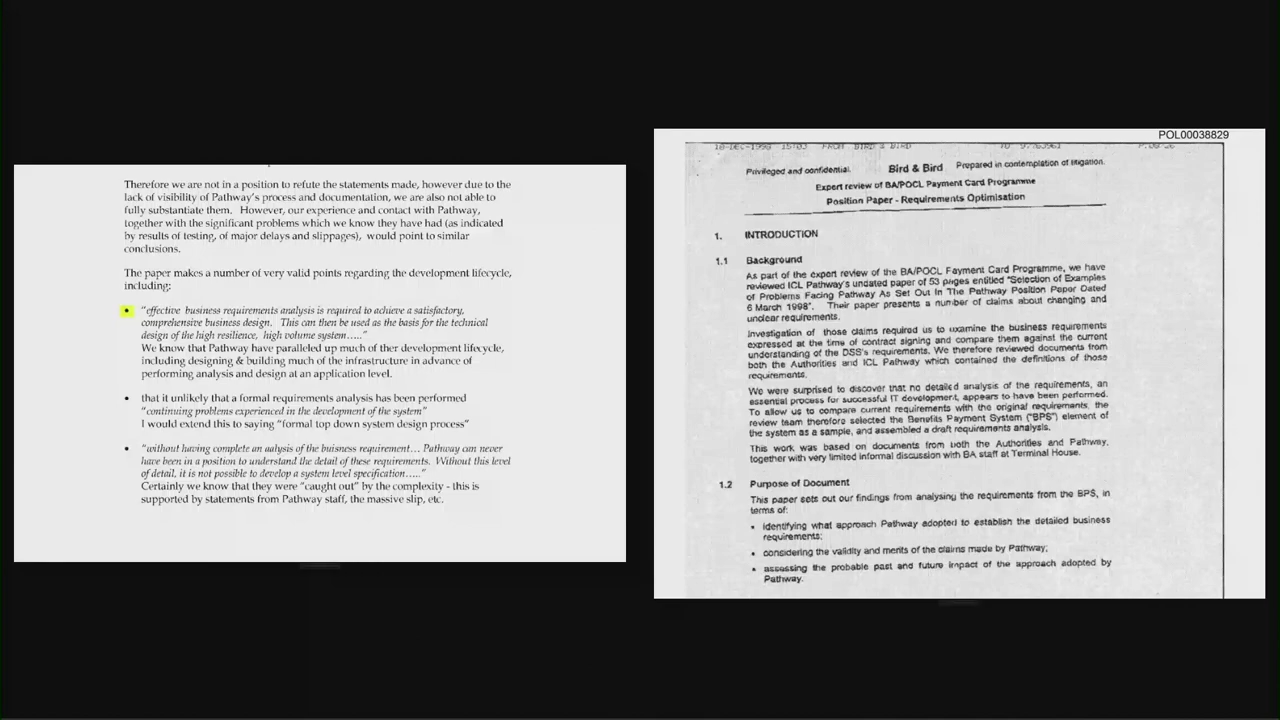 Therefore we are not in a position to refute the statements made, however due to the
lack of visibility of Pathway's process and documentation, we are also not able to
fully substantiate them. However, our experience and contact with Pathway,
together with the significant problems which we know they have had (as indicated
by results of testing, of major delays and slippages), would point to similar
conclusions.
The paper makes a number of very valid points regarding the development lifecycle,
including;
• "effective business requirements analysis is required to achieve a satisfactory,
comprehensive business design. This can then be used as the basis for the technical
design of the high resilience, high volume system....."
We know that Pathway have paralleled up much of ther development lifecycle,
including designing & building much of the infrastructure in advance of
performing analysis and design at an application level.
• that it unlikely that a formal requirements analysis has been performed
"continuing problems experienced in the development of the system"
I would extend this to saying "formal top down system design process"
• "without having complete an aalysis of the buisness requirement... Pathway can never
have been in a position to understand the detail of these requirements. Without this level
of detail, it is not possible to develop a system level specification....."
Certainly we know that they were "caught out" by the complexity - this is
supported by statements from Pathway staff, the massive slip, etc.
POL00038829
18-DEC-1998 15:03 FROM BIRD & BIRD TO
Privileged and confidential. Bird & Bird Prepared in contemplation of litigation.
Expert review of BA/POCL Payment Card Programme
Position Paper - Requirements Optimisation
1. INTRODUCTION
1.1 Background
As part of the expert review of the BA/POCL Payment Card Programme, we have
reviewed ICL Pathway's undated paper of 53 pages entitled "Selection of Examples
of Problems Facing Pathway As Set Out In The Pathway Position Paper Dated
6 March 1998". Their paper presents a number of claims about changing and
unclear requirements.
Investigation of those claims required us to examine the business requirements
expressed at the time of contract signing and compare them against the current
understanding of the DSS's requirements. We therefore reviewed documents from
both the Authorities and ICL Pathway which contained the definitions of those
requirements.
We were surprised to discover that no detailed analysis of the requirements, an
essential process for successful IT development, appears to have been performed.
To allow us to compare current requirements with the original requirements, the
review team therefore selected the Benefits Payment System ("BPS") element of
the system as a sample, and assembled a draft requirements analysis.
This work was based on documents from both the Authorities and Pathway,
together with very limited informal discussion with BA staff at Terminal House.
1.2 Purpose of Document
This paper sets out our findings from analysing the requirements from the BPS, in
terms of:
• identifying what approach Pathway adopted to establish the detailed business
requirements;
• considering the validity and merits of the claims made by Pathway;
• assessing the probable past and future impact of the approach adopted by
Pathway.